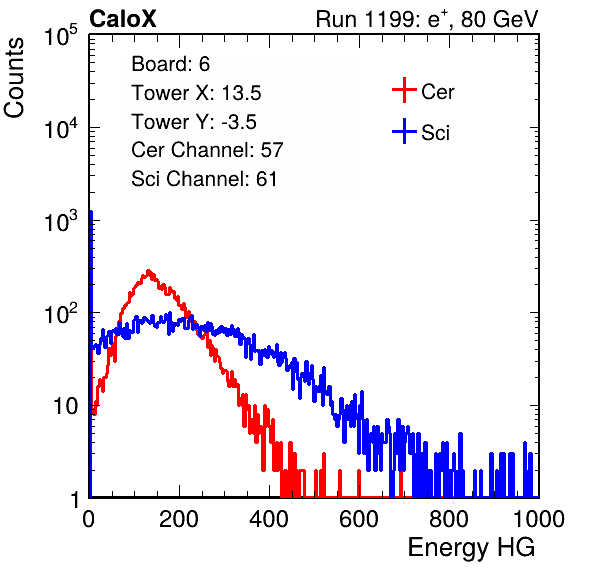 CaloX Run 1199: e⁺, 80 GeV
Counts
Board: 6
Tower X: 13.5
Tower Y: -3.5
Cer Channel: 57
Sci Channel: 61
Cer
Sci
10⁵
10⁴
10³
10²
10
1
0 200 400 600 800 1000
Energy HG